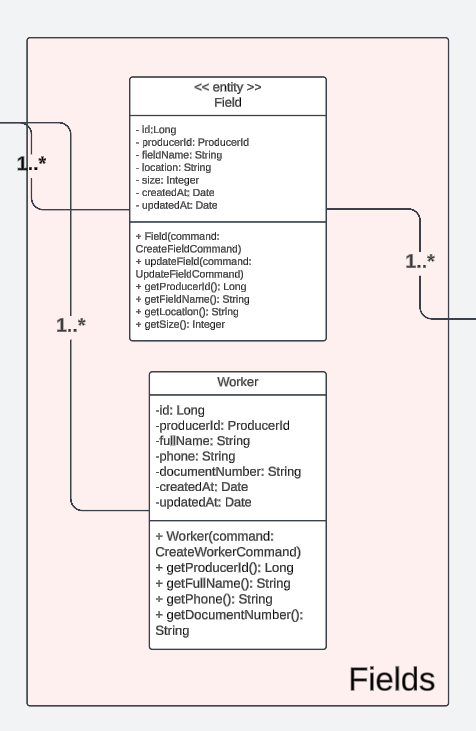 << entity >>
Field
- id;Long
- producerId: ProducerId
- fieldName: String
- location: String
- size: Integer
- createdAt: Date
- updatedAt: Date
+ Field(command:
CreateFieldCommand)
+ updateField(command:
UpdateFieldCommand)
+ getProducerId(): Long
+ getFieldName(): String
+ getLocation(): String
+ getSize(): Integer
1..*
1..*
1..*
Worker
-id: Long
-producerId: ProducerId
-fullName: String
-phone: String
-documentNumber: String
-createdAt: Date
-updatedAt: Date
+ Worker(command:
CreateWorkerCommand)
+ getProducerId(): Long
+ getFullName(): String
+ getPhone(): String
+ getDocumentNumber():
String
Fields